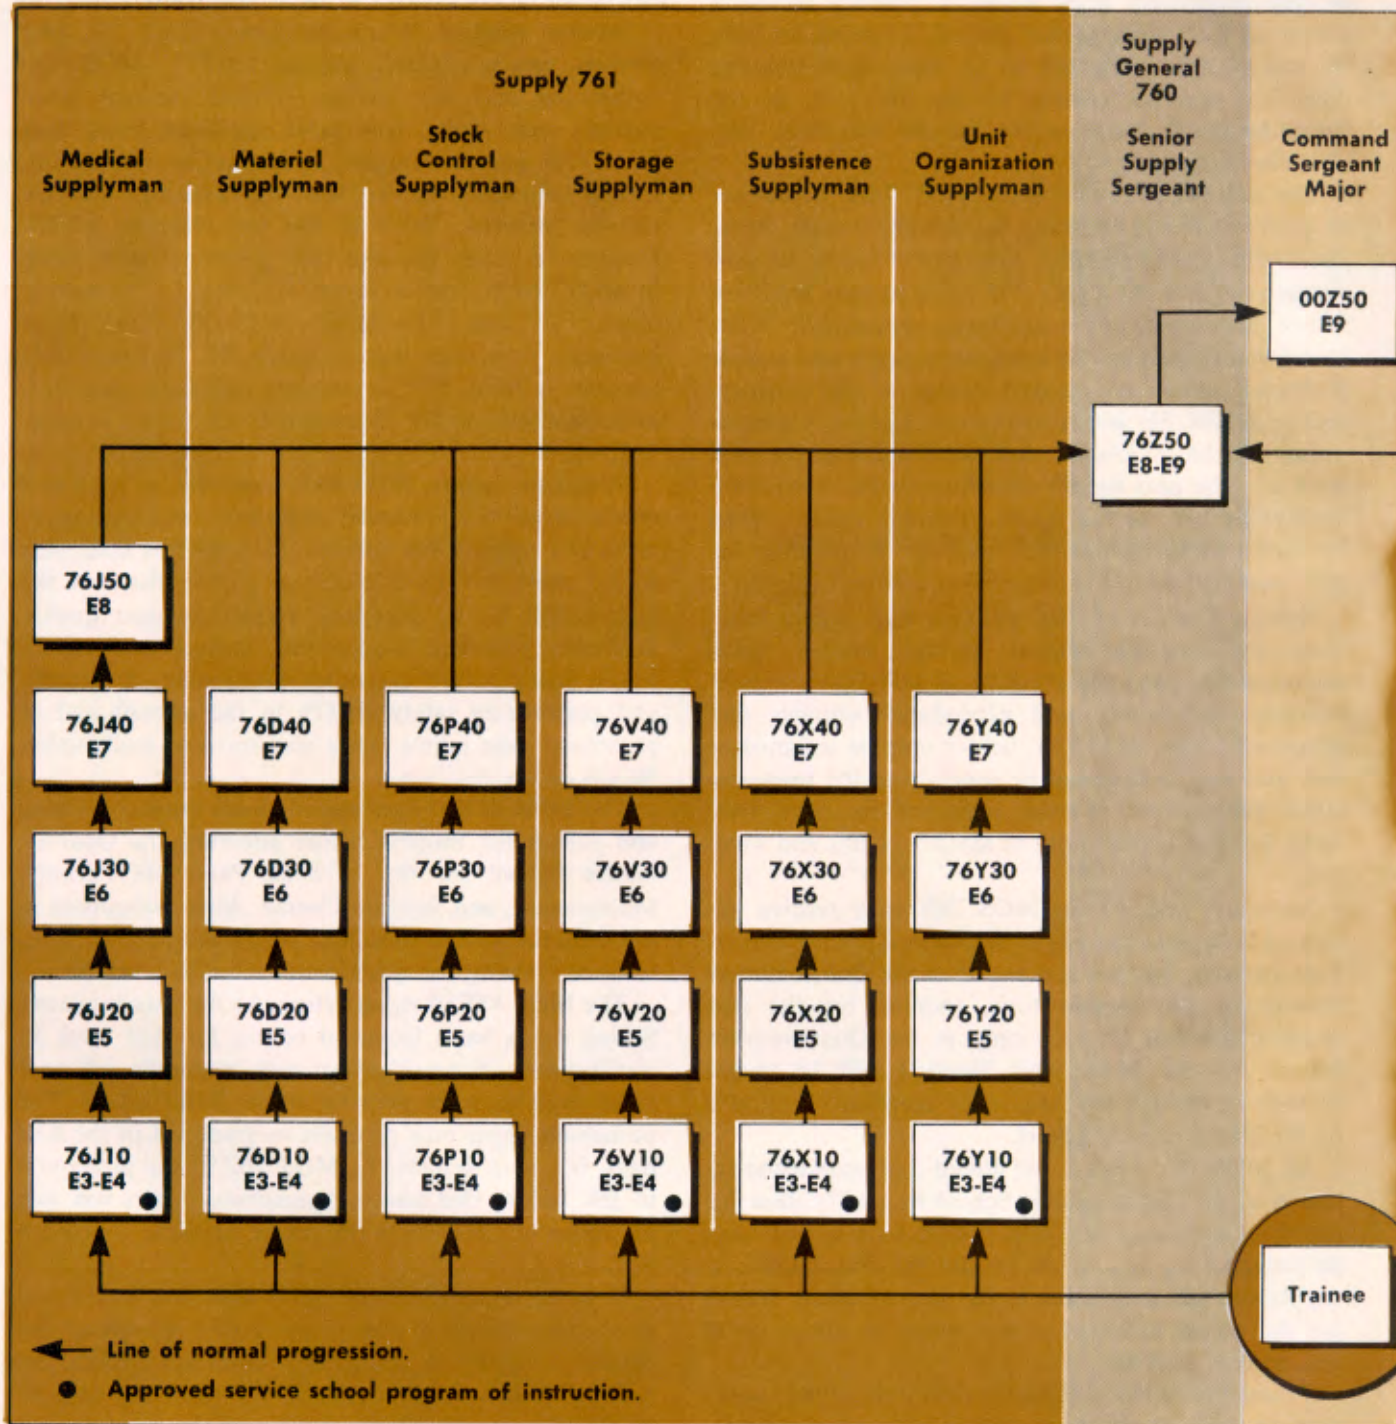 Supply 761
Supply
General
760
Medical
Supplyman
Materiel
Supplyman
Stock
Control
Supplyman
Storage
Supplyman
Subsistence
Supplyman
Unit
Organization
Supplyman
Senior
Supply
Sergeant
Command
Sergeant
Major
00Z50
E9
76Z50
E8-E9
76J50
E8
76J40
E7
76D40
E7
76P40
E7
76V40
E7
76X40
E7
76Y40
E7
76J30
E6
76D30
E6
76P30
E6
76V30
E6
76X30
E6
76Y30
E6
76J20
E5
76D20
E5
76P20
E5
76V20
E5
76X20
E5
76Y20
E5
76J10
E3-E4
76D10
E3-E4
76P10
E3-E4
76V10
E3-E4
76X10
E3-E4
76Y10
E3-E4
Trainee
Line of normal progression.
Approved service school program of instruction.